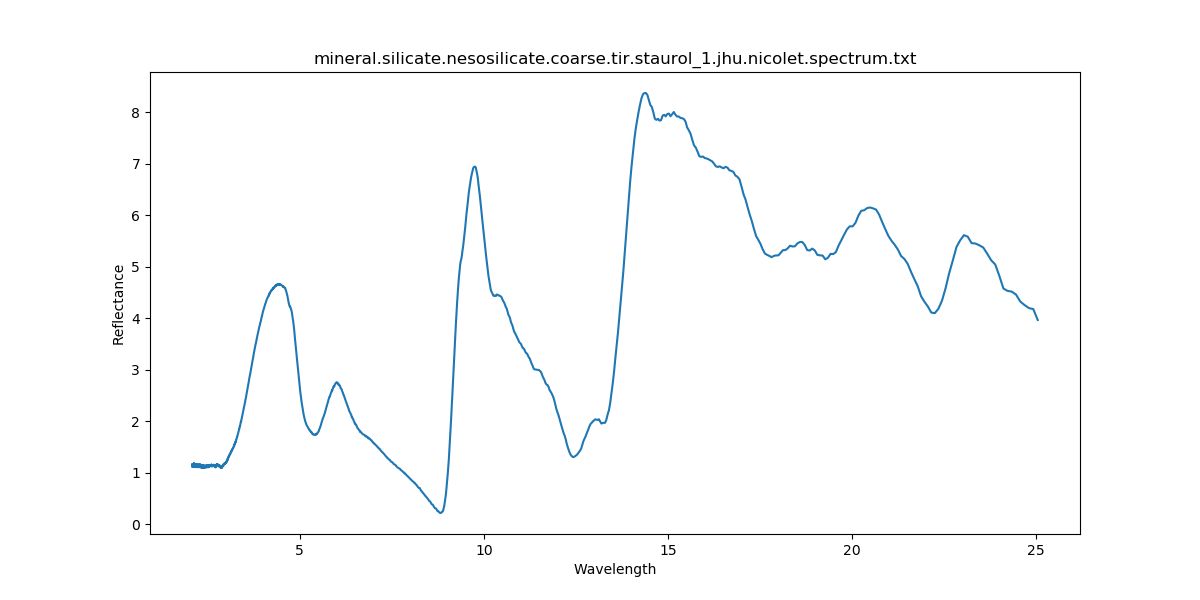 mineral.silicate.nesosilicate.coarse.tir.staurol_1.jhu.nicolet.spectrum.txt
8
7
6
5
4
3
2
1
0
Reflectance
5 10 15 20 25
Wavelength